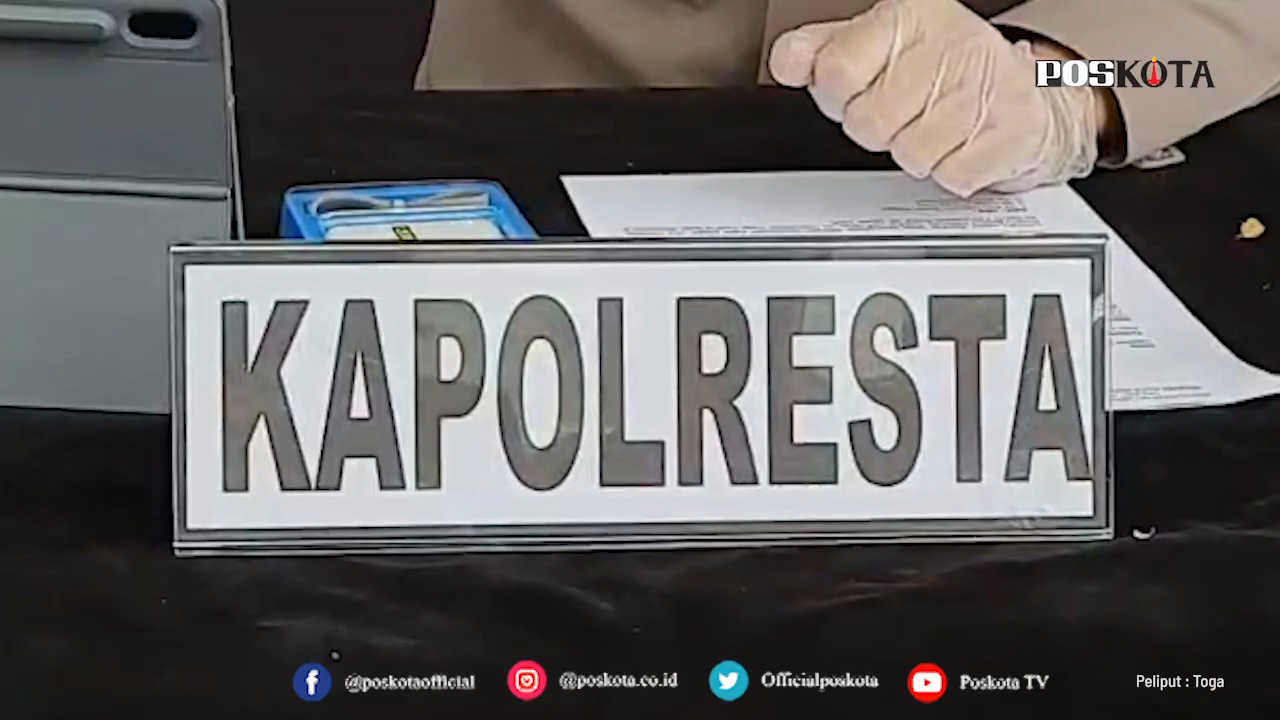 POSKOTA
KAPOLRESTA
@poskotaofficial
@poskota.co.id
Officialposkota
Poskota TV
Peliput : Toga